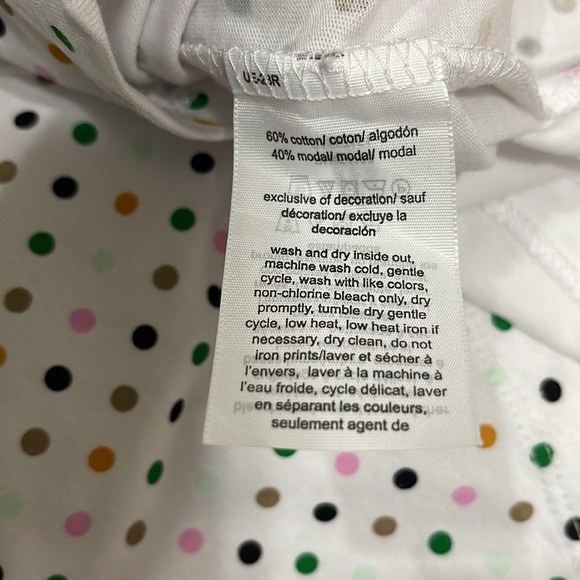 60% cotton/ coton/ algodón
40% modal/ modal/ modal
exclusive of decoration/ sauf
décoration/ excluye la
decoración
wash and dry inside out,
machine wash cold, gentle
cycle, wash with like colors,
non-chlorine bleach only, dry
promptly, tumble dry gentle
cycle, low heat, low heat iron if
necessary, dry clean, do not
iron prints/laver et sécher à
l'envers, laver à la machine à
l'eau froide, cycle délicat, laver
en séparant les couleurs,
seulement agent de